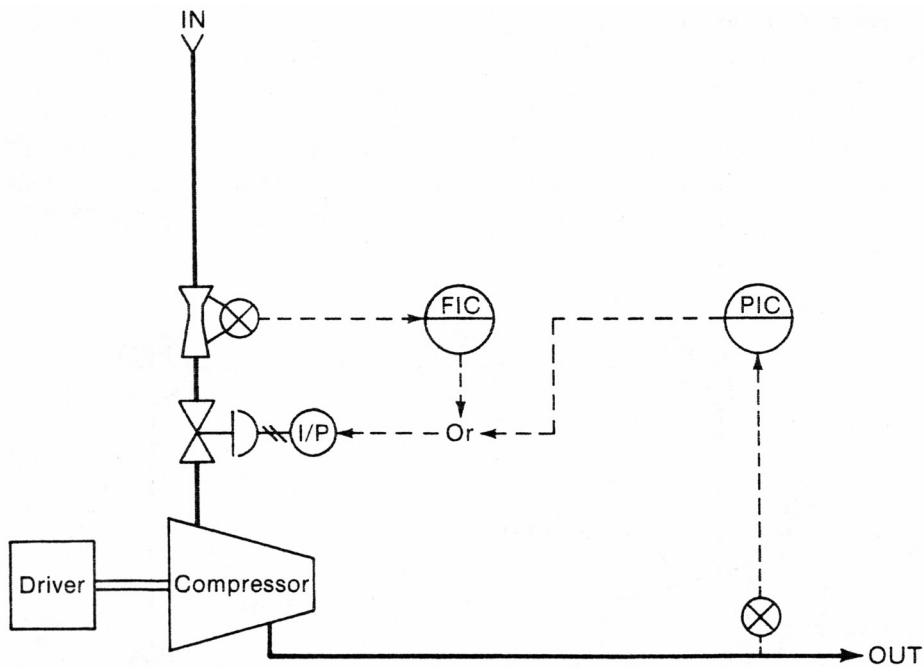 IN
FIC
PIC
I/P
Or
Driver
Compressor
OUT